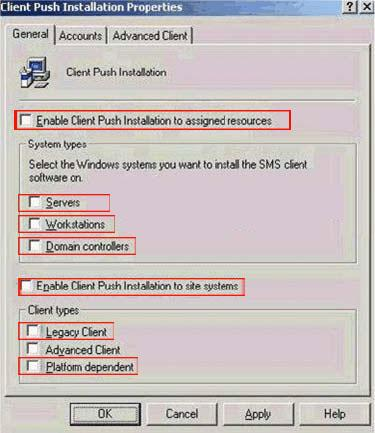 Client Push Installation Properties
General Accounts Advanced Client
Client Push Installation
Enable Client Push Installation to assigned resources
System types
Select the Windows systems you want to install the SMS client
software on.
Servers
Workstations
Domain controllers
Enable Client Push Installation to site systems
Client types
Legacy Client
Advanced Client
Platform dependent
OK Cancel Apply Help